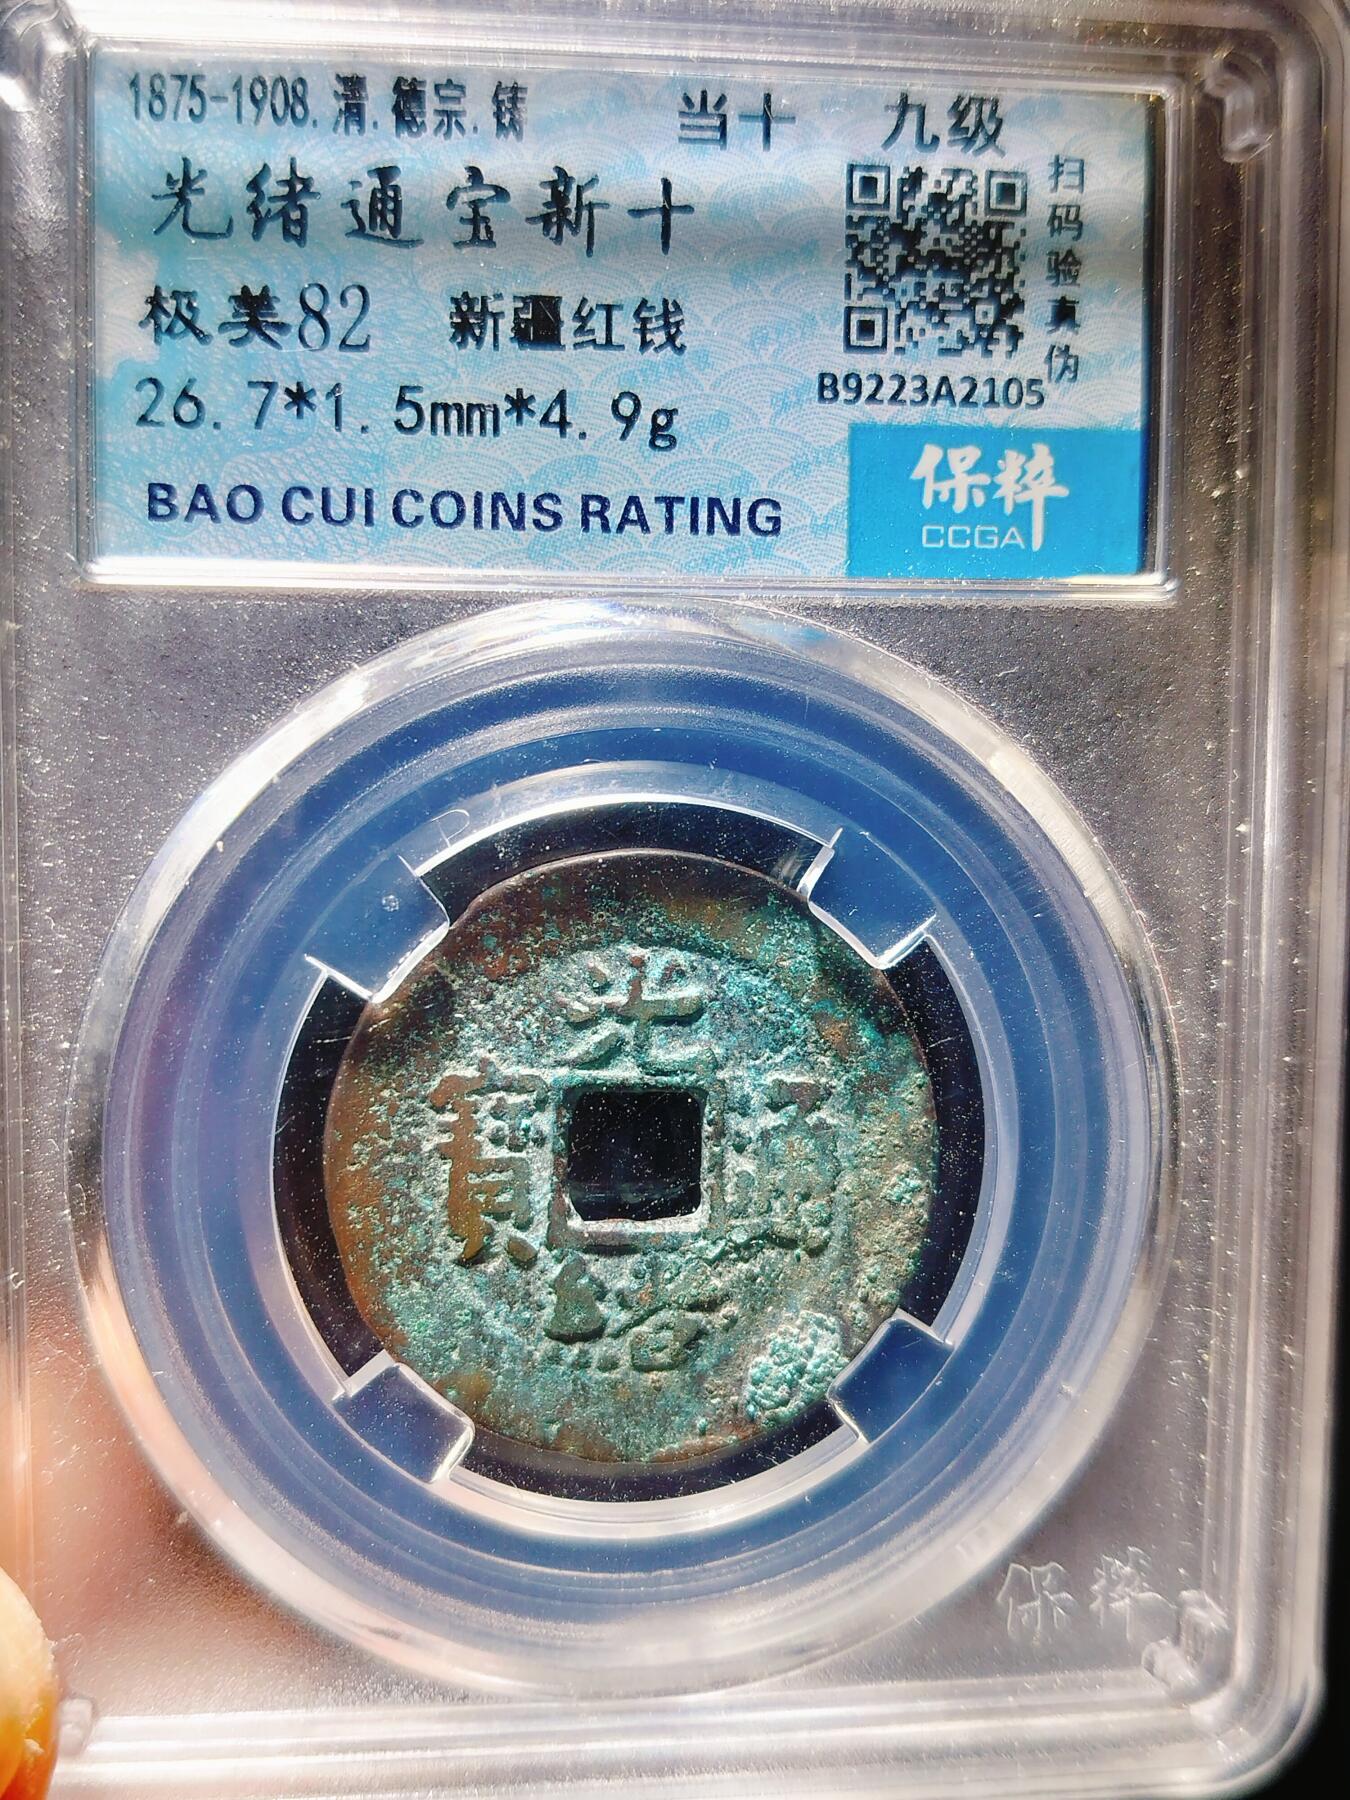 1875-1908.清.德宗.铸 当十 九级
光绪通宝新十
极美82 新疆红钱
26.7*1.5mm*4.9g
BAO CUI COINS RATING
扫码验真伪
B9223A2105
保粹
CCGA
光
寶 通
緒
保粹